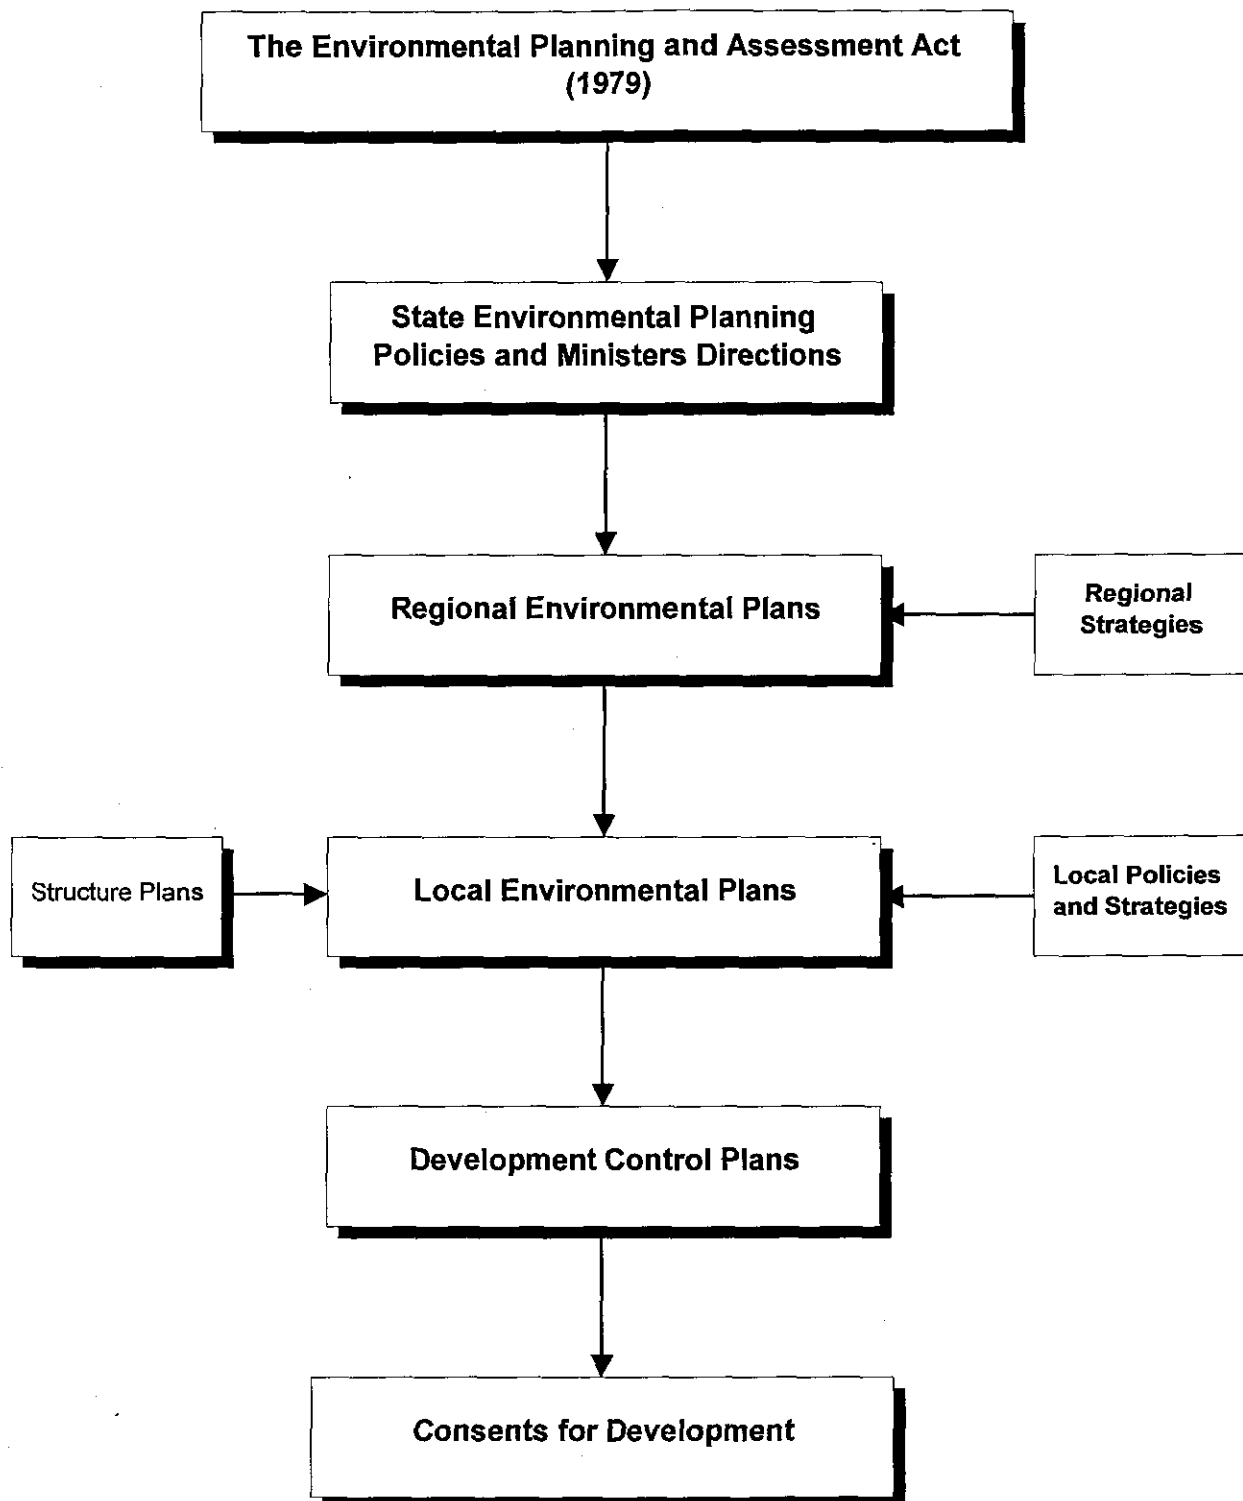 The Environmental Planning and Assessment Act
(1979)
State Environmental Planning
Policies and Ministers Directions
Regional Environmental Plans
Regional
Strategies
Structure Plans
Local Environmental Plans
Local Policies
and Strategies
Development Control Plans
Consents for Development